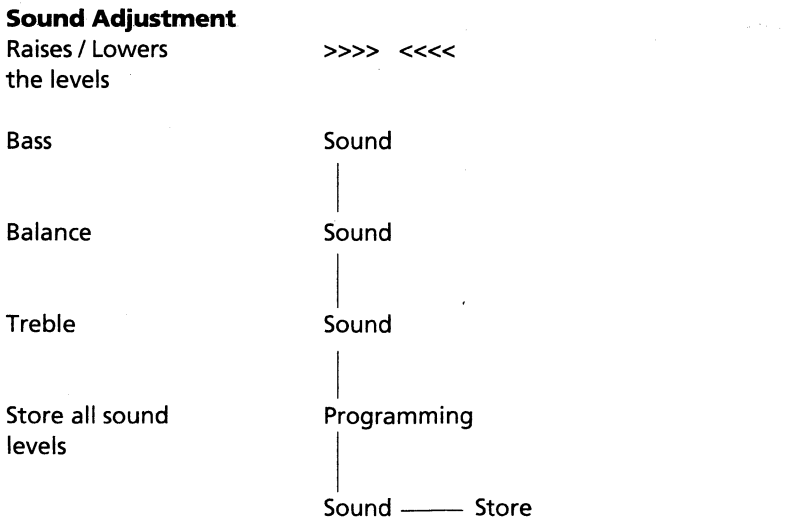 Sound Adjustment
Raises / Lowers >>>> <<<<
the levels
Bass Sound
Balance Sound
Treble Sound
Store all sound Programming
levels
Sound Store